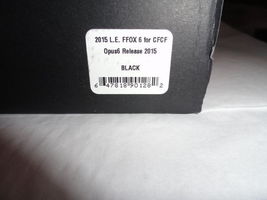 2015 L.E. FFOX 6 for CFCF
Opus6 Release 2015
BLACK
6 47818 90128 2